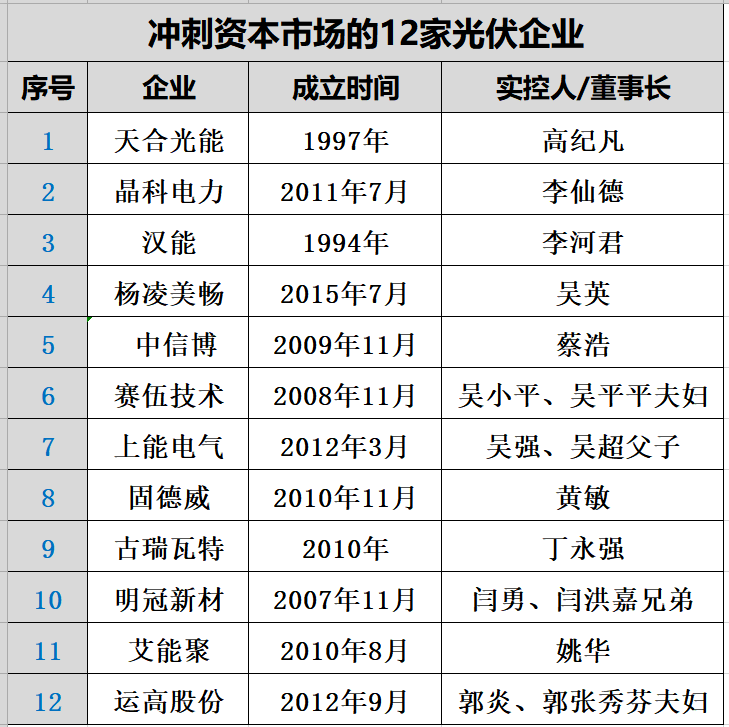 冲刺资本市场的12家光伏企业
序号 企业 成立时间 实控人/董事长
1 天合光能 1997年 高纪凡
2 晶科电力 2011年7月 李仙德
3 汉能 1994年 李河君
4 杨凌美畅 2015年7月 吴英
5 中信博 2009年11月 蔡浩
6 赛伍技术 2008年11月 吴小平、吴平平夫妇
7 上能电气 2012年3月 吴强、吴超父子
8 固德威 2010年11月 黄敏
9 古瑞瓦特 2010年 丁永强
10 明冠新材 2007年11月 闫勇、闫洪嘉兄弟
11 艾能聚 2010年8月 姚华
12 运高股份 2012年9月 郭炎、郭张秀芬夫妇